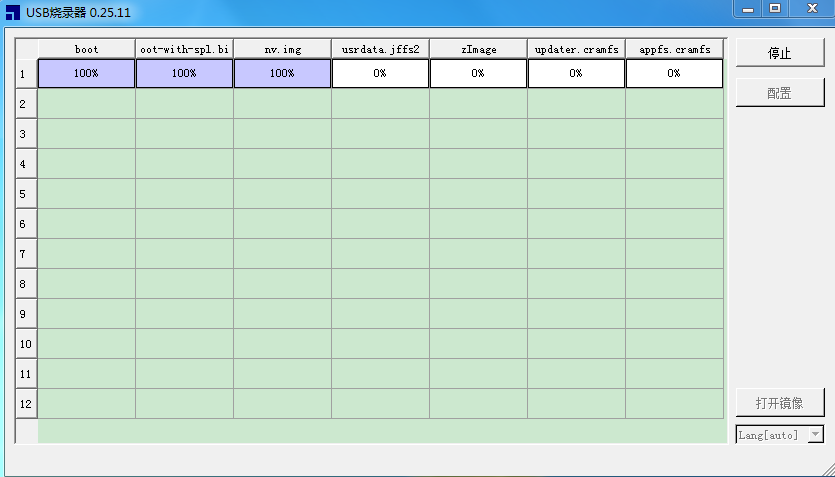 USB烧录器 0.25.11
boot oot-with-spl.bi nv.img usrdata.jffs2 zImage updater.cramfs appfs.cramfs
停止
1 100% 100% 100% 0% 0% 0% 0%
配置
2
3
4
5
6
7
8
9
10
11
12
打开镜像
Lang[auto]